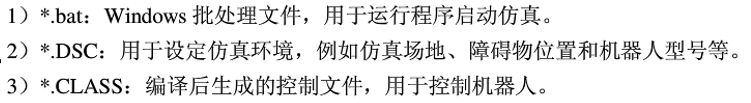 1）*.bat：Windows 批处理文件，用于运行程序启动仿真。
2）*.DSC：用于设定仿真环境，例如仿真场地、障碍物位置和机器人型号等。
3）*.CLASS：编译后生成的控制文件，用于控制机器人。